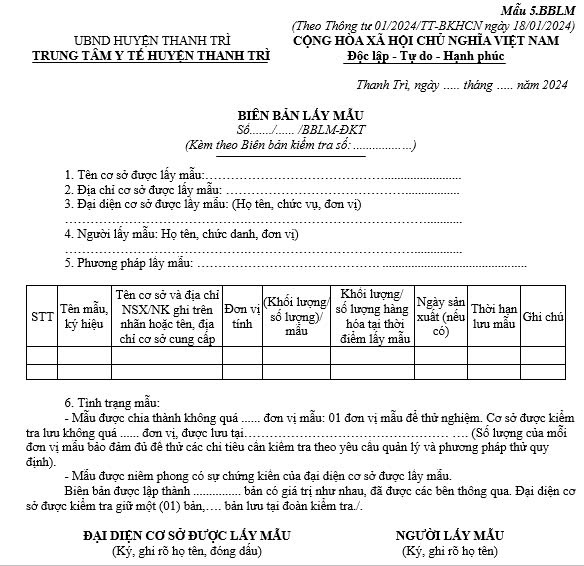 Mẫu 5.BBLM
(Theo Thông tư 01/2024/TT-BKHCN ngày 18/01/2024)
UBND HUYỆN THANH TRÌ
CỘNG HÒA XÃ HỘI CHỦ NGHĨA VIỆT NAM
TRUNG TÂM Y TẾ HUYỆN THANH TRÌ
Độc lập - Tự do - Hạnh phúc
Thanh Trì, ngày ..... tháng ..... năm 2024
BIÊN BẢN LẤY MẪU
Số......./...... /BBLM-ĐKT
(Kèm theo Biên bản kiểm tra số: ..................)
1. Tên cơ sở được lấy mẫu:...............................................................
2. Địa chỉ cơ sở được lấy mẫu: ...............................................................
3. Đại diện cơ sở được lấy mẫu: (Họ tên, chức vụ, đơn vị)
...............................................................
4. Người lấy mẫu: Họ tên, chức danh, đơn vị)
...............................................................
5. Phương pháp lấy mẫu: ...............................................................
STT
Tên mẫu, ký hiệu
Tên cơ sở và địa chỉ NSX/NK ghi trên nhãn hoặc tên, địa chỉ cơ sở cung cấp
Đơn vị tính
(Khối lượng/ số lượng)/ mẫu
Khối lượng/ số lượng hàng hóa tại thời điểm lấy mẫu
Ngày sản xuất (nếu có)
Thời hạn lưu mẫu
Ghi chú
6. Tình trạng mẫu:
- Mẫu được chia thành không quá ...... đơn vị mẫu: 01 đơn vị mẫu để thử nghiệm. Cơ sở được kiểm
tra lưu không quá ...... đơn vị, được lưu tại.......................................... .... (Số lượng của mỗi
đơn vị mẫu bảo đảm đủ để thử các chỉ tiêu cần kiểm tra theo yêu cầu quản lý và phương pháp thử quy
định).
- Mẫu được niêm phong có sự chứng kiến của đại diện cơ sở được lấy mẫu.
Biên bản được lập thành ............... bản có giá trị như nhau, đã được các bên thông qua. Đại diện cơ
sở được kiểm tra giữ một (01) bản,.... bản lưu tại đoàn kiểm tra./.
ĐẠI DIỆN CƠ SỞ ĐƯỢC LẤY MẪU
NGƯỜI LẤY MẪU
(Ký, ghi rõ họ tên, đóng dấu)
(Ký, ghi rõ họ tên)